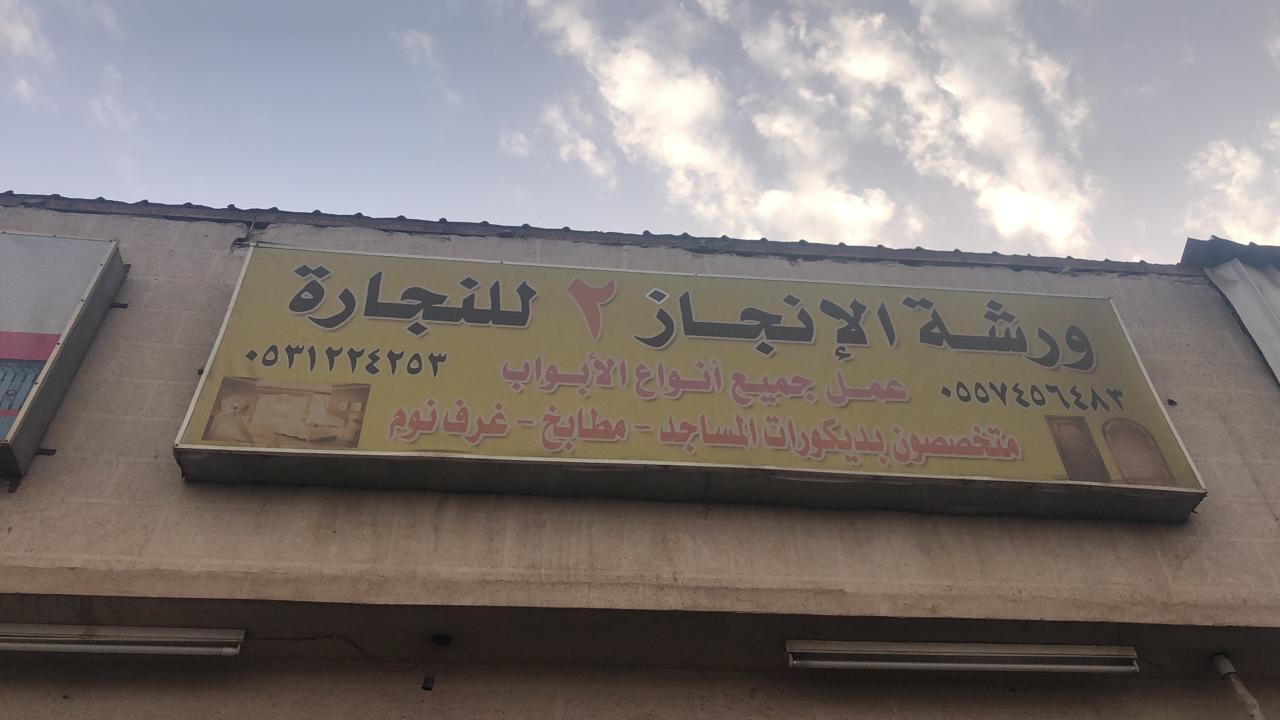 ورشة الإنجاز ٢ للنجارة
٠٥٥٧٤٥٦٤٨٣ عمل جميع أنواع الأبواب ٠٥٣١٢٢٤٢٥٣
متخصصون بديكورات المساجد - مطابخ - غرف نوم